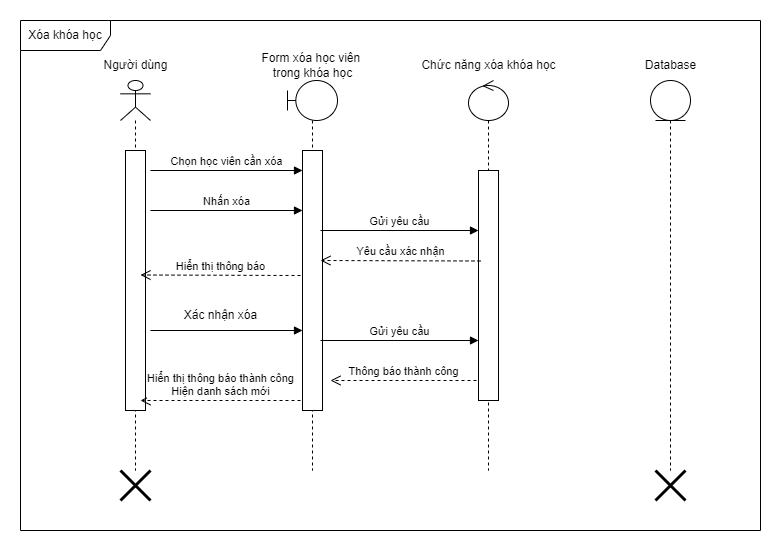 Xóa khóa học
Người dùng
Form xóa học viên
trong khóa học
Chức năng xóa khóa học
Database
Chọn học viên cần xóa
Nhấn xóa
Gửi yêu cầu
Yêu cầu xác nhận
Hiển thị thông báo
Xác nhận xóa
Gửi yêu cầu
Thông báo thành công
Hiển thị thông báo thành công
Hiện danh sách mới